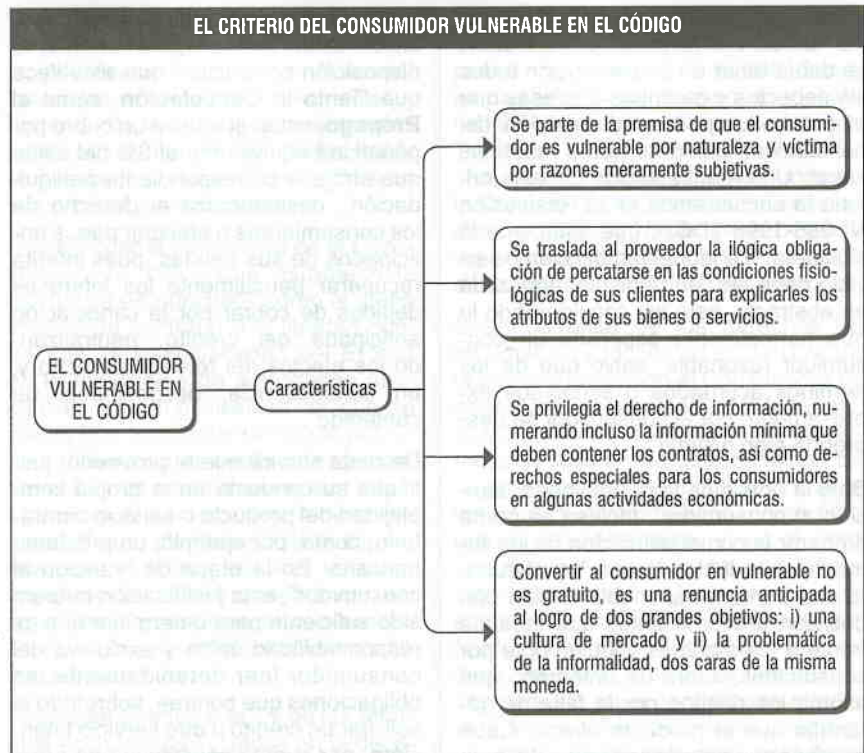 EL CRITERIO DEL CONSUMIDOR VULNERABLE EN EL CÓDIGO
EL CONSUMIDOR
VULNERABLE EN
EL CÓDIGO
Características
Se parte de la premisa de que el consumi-
dor es vulnerable por naturaleza y víctima
por razones meramente subjetivas.
Se traslada al proveedor la ilógica obliga-
ción de percatarse en las condiciones fisio-
lógicas de sus clientes para explicarles los
atributos de sus bienes o servicios.
Se privilegia el derecho de información, nu-
merando incluso la información mínima que
deben contener los contratos, así como de-
rechos especiales para los consumidores
en algunas actividades económicas.
Convertir al consumidor en vulnerable no
es gratuito, es una renuncia anticipada
al logro de dos grandes objetivos: i) una
cultura de mercado y ii) la problemática
de la informalidad, dos caras de la misma
moneda.